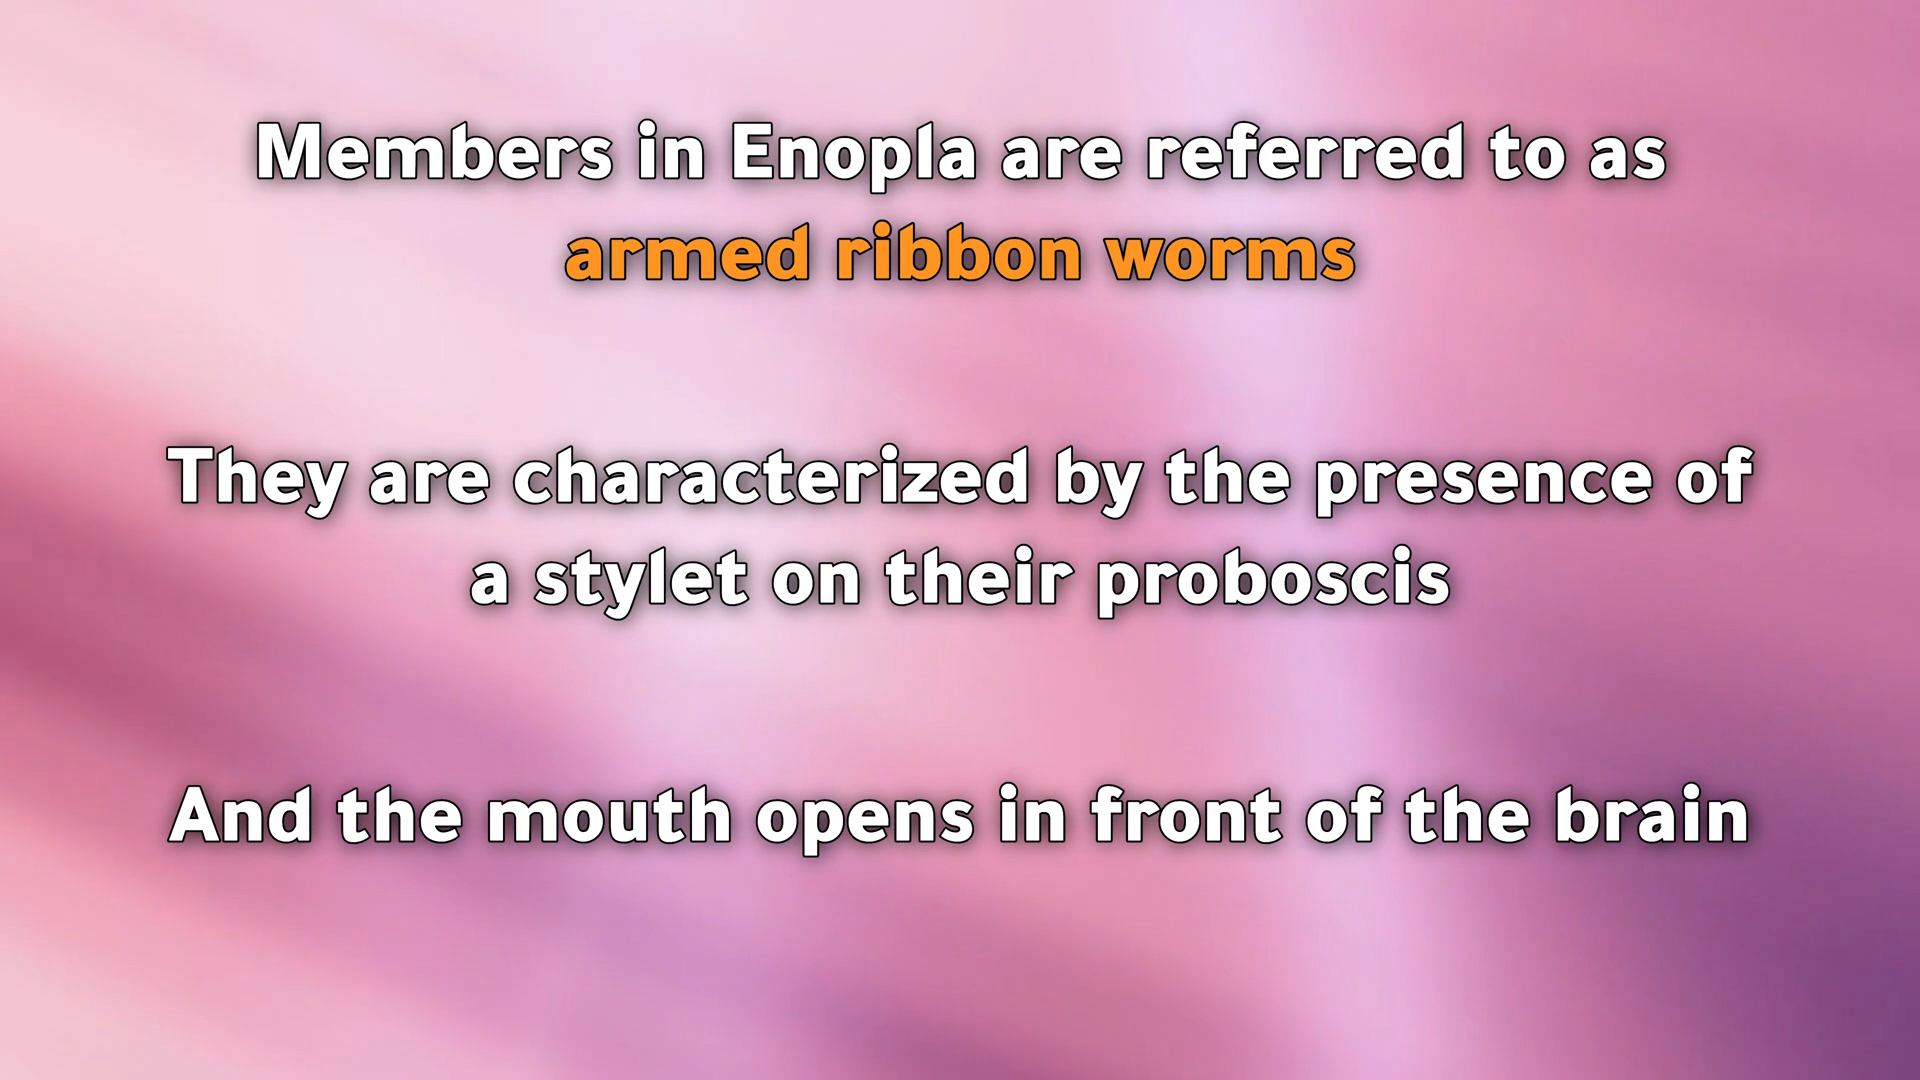 Members in Enopla are referred to as
armed ribbon worms
They are characterized by the presence of
a stylet on their proboscis
And the mouth opens in front of the brain